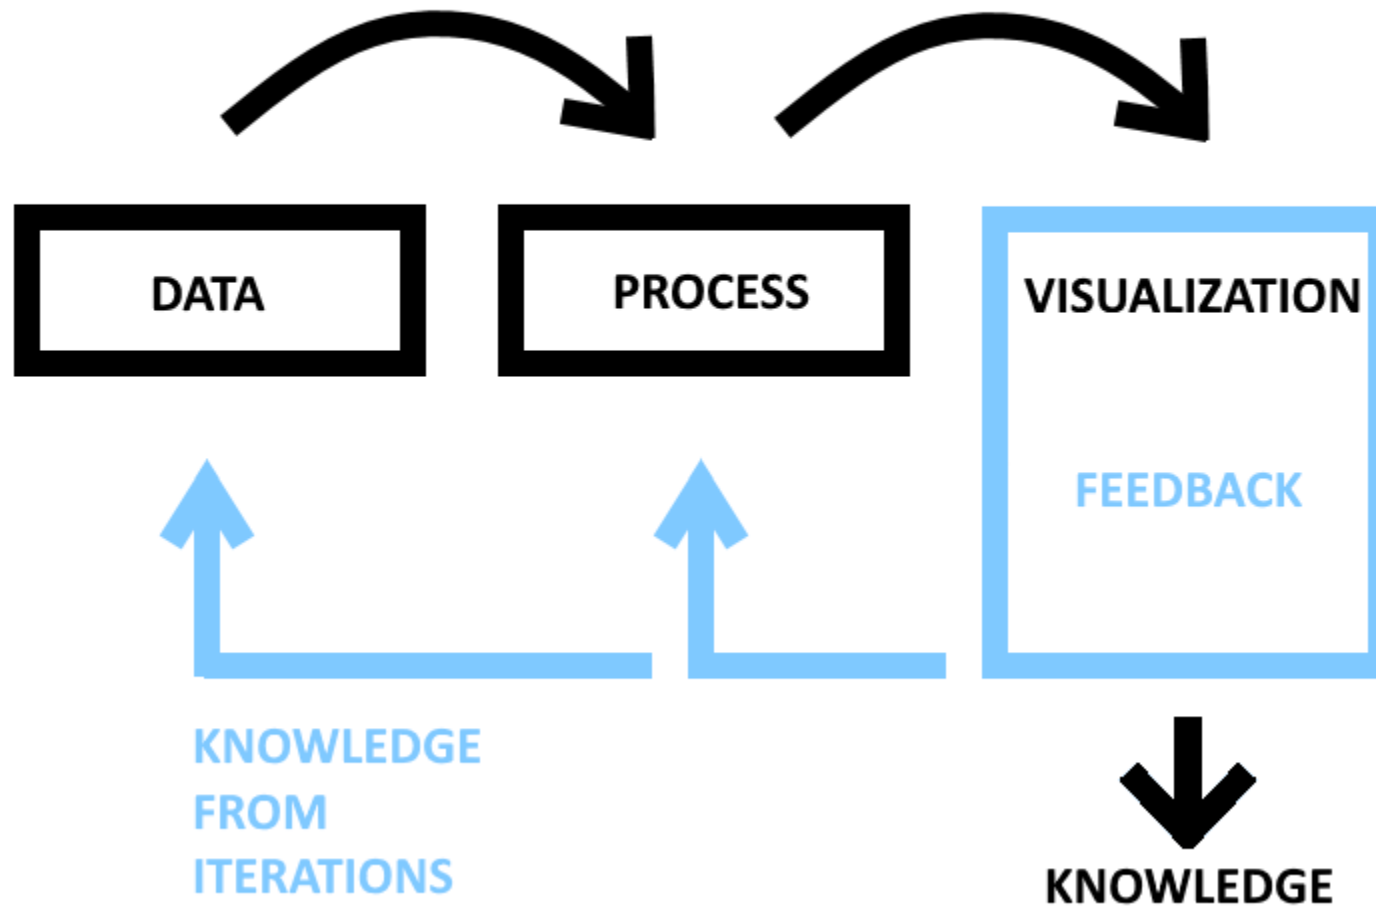 DATA
PROCESS
VISUALIZATION
FEEDBACK
KNOWLEDGE
FROM
ITERATIONS
KNOWLEDGE